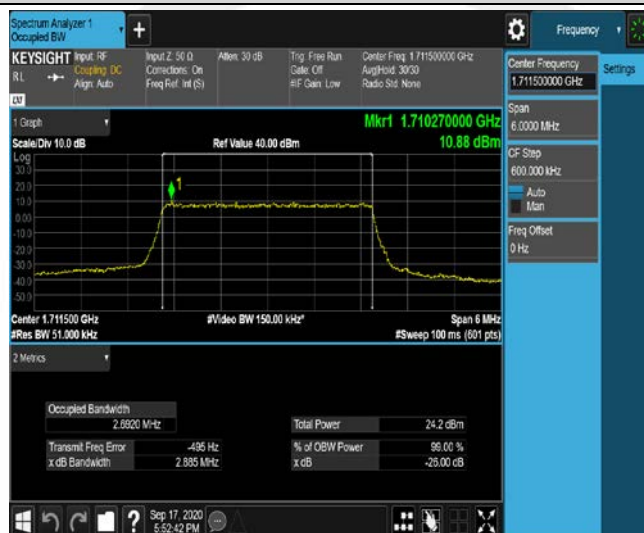 Spectrum Analyzer 1
Occupied BW
+
Frequency
KEYSIGHT
RL
Input: RF
Coupling: DC
Align: Auto
Input Z: 50 Ω
Corrections: On
Freq Ref: Int (S)
Atten: 30 dB
Trig: Free Run
Gate: Off
#IF Gain: Low
Center Freq: 1.711500000 GHz
Avg|Hold: 30/30
Radio Std: None
Center Frequency
1.711500000 GHz
Settings
Span
6.0000 MHz
CF Step
600.000 kHz
Auto
Man
Freq Offset
0 Hz
1 Graph
Mkr1 1.710270000 GHz
Scale/Div 10.0 dB
Ref Value 40.00 dBm
10.88 dBm
Log
30.0
20.0
10.0
0.00
-10.0
-20.0
-30.0
-40.0
-50.0
1
Center 1.711500 GHz
#Video BW 150.00 kHz*
Span 6 MHz
#Res BW 51.000 kHz
#Sweep 100 ms (601 pts)
2 Metrics
Occupied Bandwidth
2.6920 MHz
Total Power 24.2 dBm
Transmit Freq Error -495 Hz
% of OBW Power 99.00 %
x dB Bandwidth 2.885 MHz
x dB -26.00 dB
?
Sep 17, 2020
5:52:42 PM